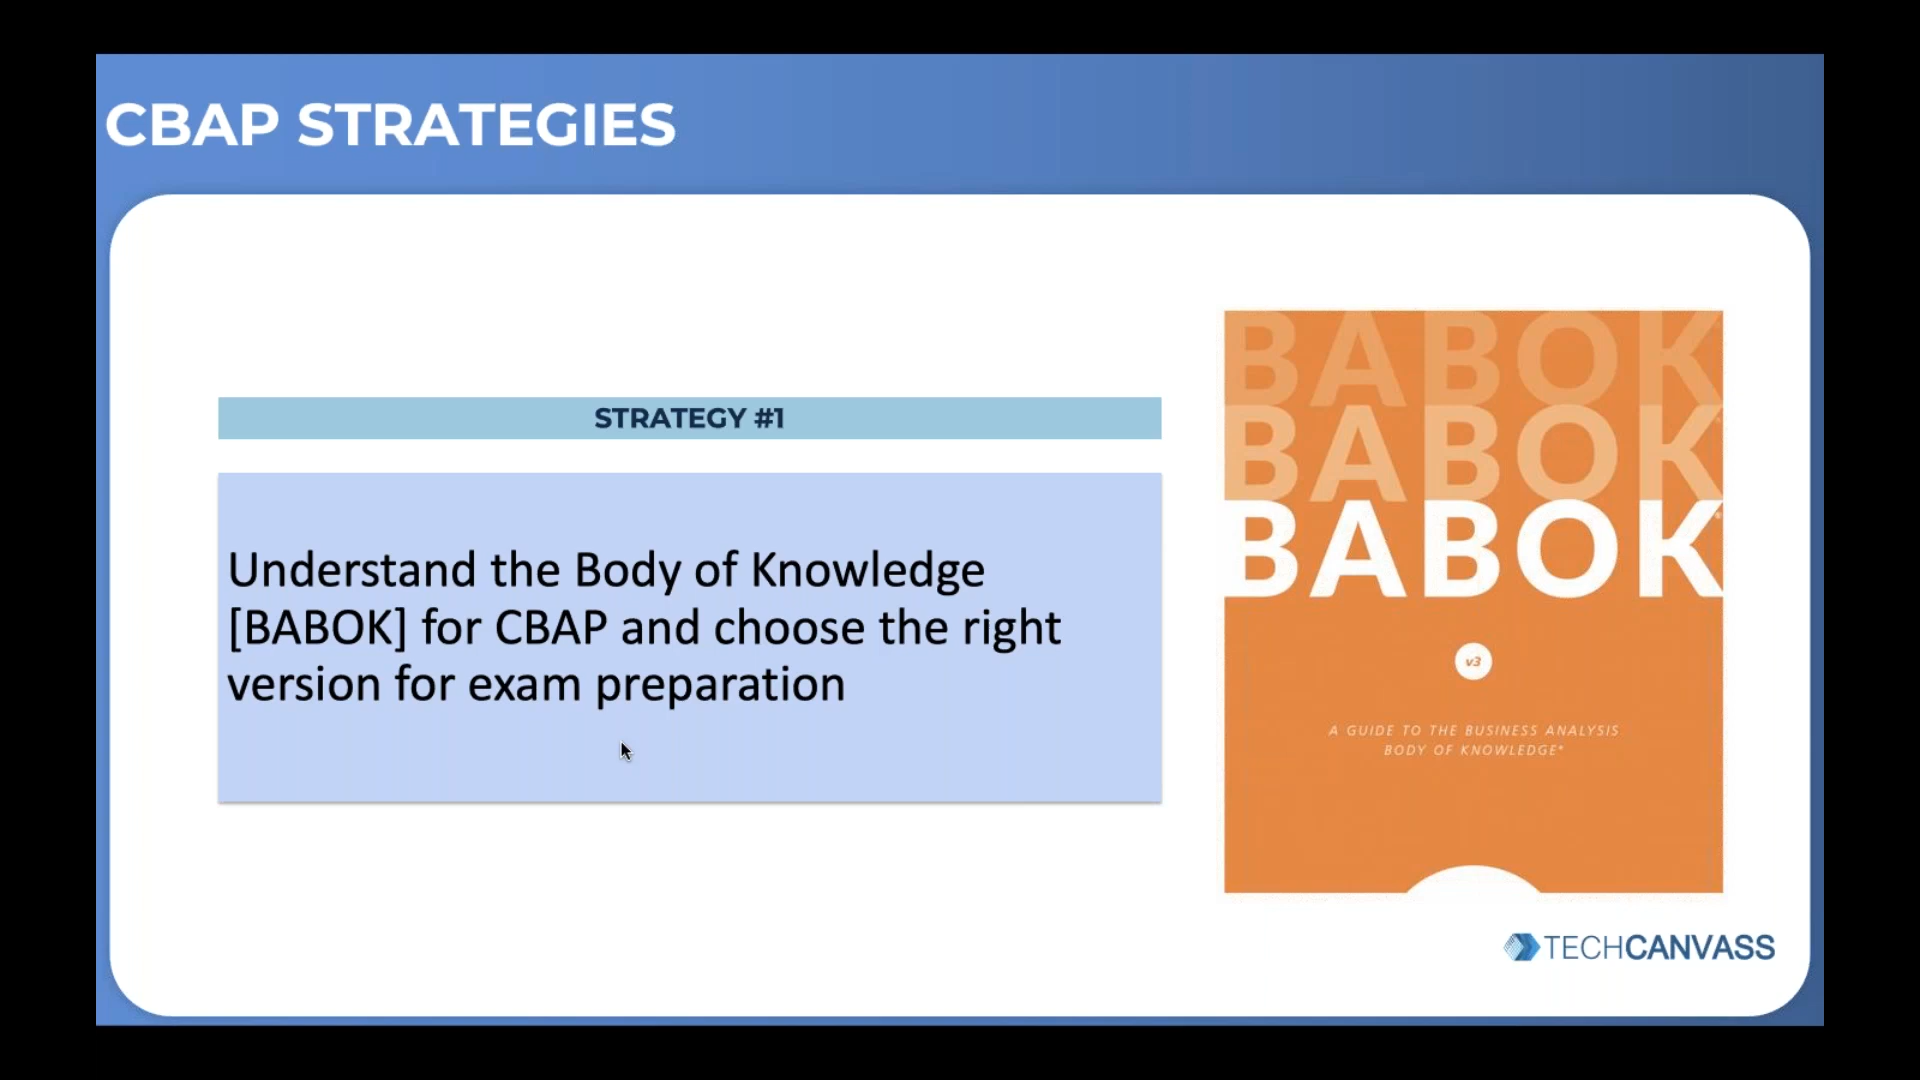 CBAP STRATEGIES
STRATEGY #1
Understand the Body of Knowledge
[BABOK] for CBAP and choose the right
version for exam preparation
BABOK
BABOK
BABOK®
v3
A GUIDE TO THE BUSINESS ANALYSIS
BODY OF KNOWLEDGE®
TECHCANVASS